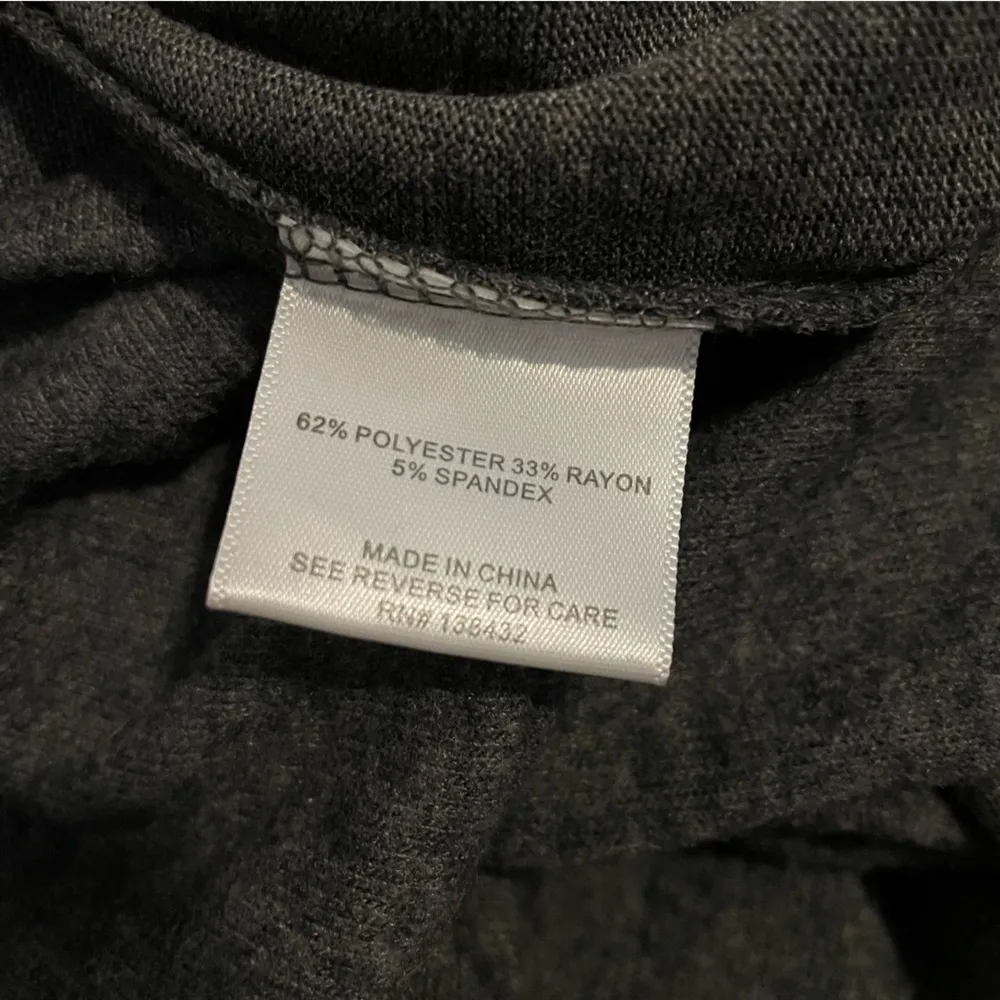 62% POLYESTER 33% RAYON
5% SPANDEX
MADE IN CHINA
SEE REVERSE FOR CARE
RN# 138432